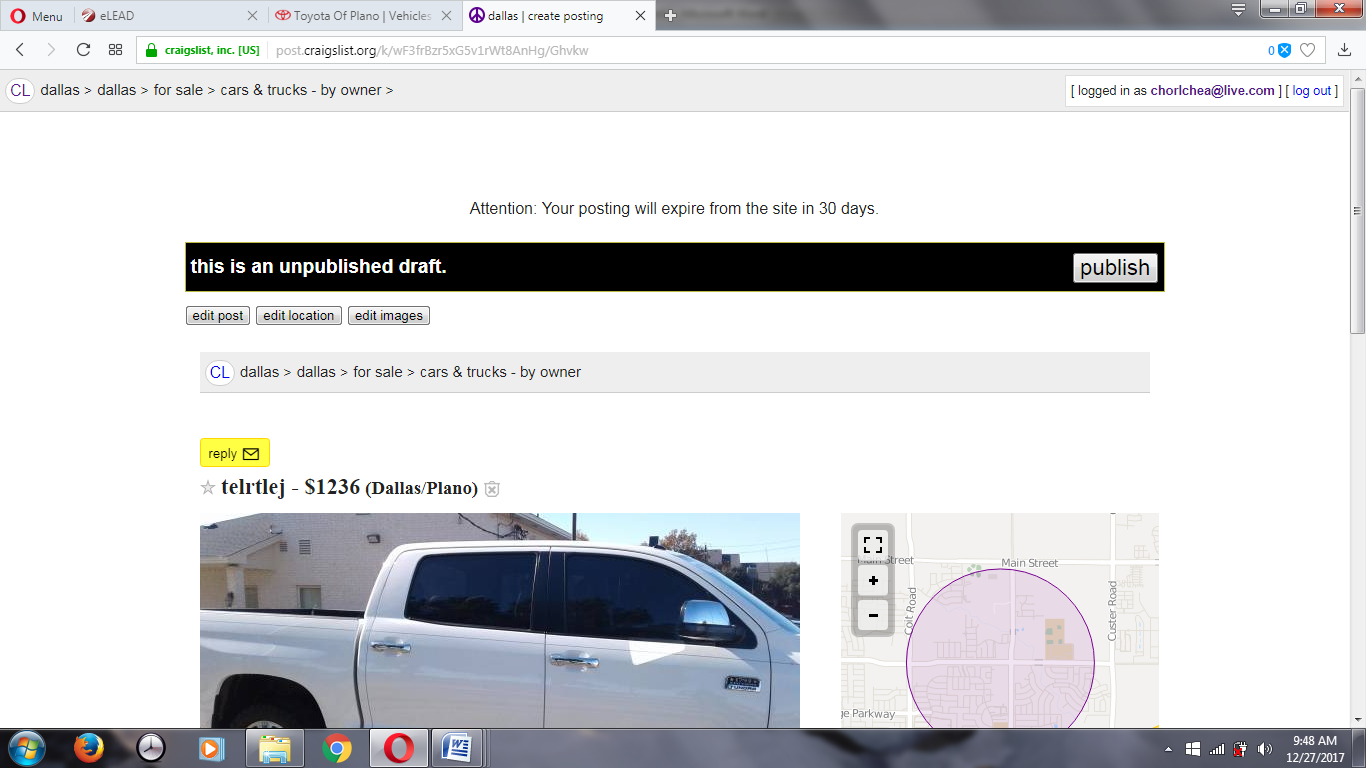 Menu
eLEAD
Toyota Of Plano | Vehicles
dallas | create posting
craigslist, inc. [US]
post.craigslist.org/k/wF3frBzr5xG5v1rWt8AnHg/Ghvkw
0
CL dallas > dallas > for sale > cars & trucks - by owner >
[ logged in as chorlchea@live.com ] [ log out ]
Attention: Your posting will expire from the site in 30 days.
this is an unpublished draft.
publish
edit post
edit location
edit images
CL dallas > dallas > for sale > cars & trucks - by owner
reply
telrtlej - $1236 (Dallas/Plano)
TUNDRA
Main Street
Main Street
+
-
Coit Road
Custer Road
ge Parkway
9:48 AM
12/27/2017